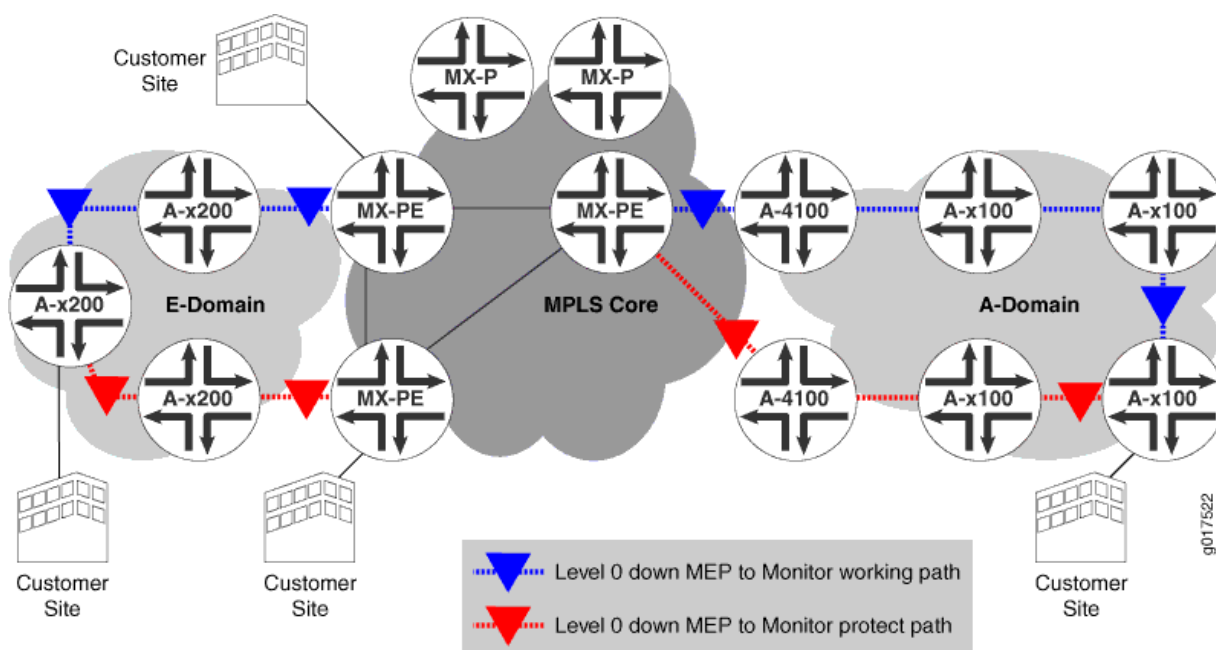 Customer
Site
MX-P
MX-P
A-x200
MX-PE
MX-PE
A-4100
A-x100
A-x100
A-x200
E-Domain
MPLS Core
A-Domain
A-x200
MX-PE
A-4100
A-x100
A-x100
Customer
Site
Customer
Site
Customer
Site
g017522
Level 0 down MEP to Monitor working path
Level 0 down MEP to Monitor protect path